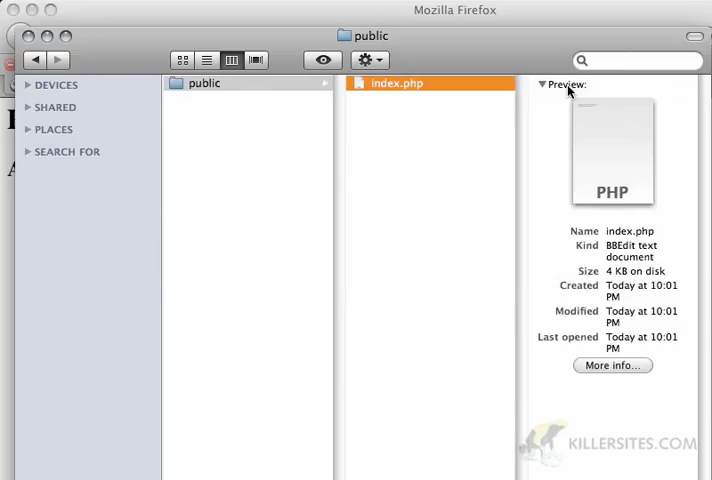 Mozilla Firefox
public
DEVICES
SHARED
PLACES
SEARCH FOR
public
index.php
Preview:
PHP
Name index.php
Kind BBEdit text
document
Size 4 KB on disk
Created Today at 10:01
PM
Modified Today at 10:01
PM
Last opened Today at 10:01
PM
More info...
KILLERSITES.COM